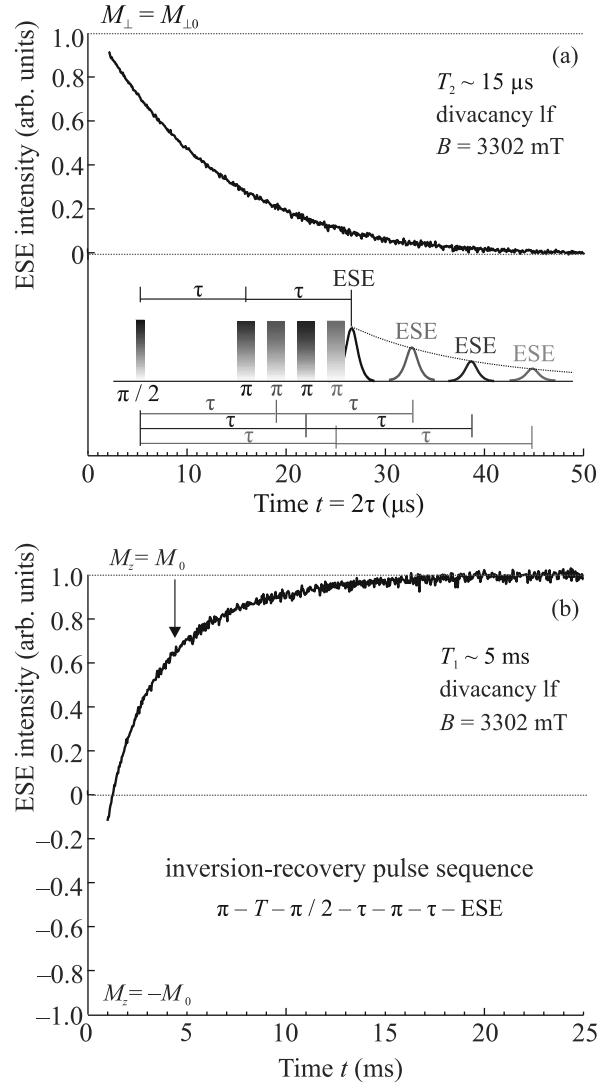 M⊥ = M⊥0
ESE intensity (arb. units)
1.0
0.8
0.6
0.4
0.2
0
(a)
T₂ ~ 15 μs
divacancy lf
B = 3302 mT
τ τ ESE
ESE
ESE
ESE
π / 2 π π π π
τ τ
τ τ
τ τ
0 10 20 30 40 50
Time t = 2τ (μs)
ESE intensity (arb. units)
1.0
0.8
0.6
0.4
0.2
0
–0.2
–0.4
–0.6
–0.8
–1.0
M_z = M₀
(b)
T₁ ~ 5 ms
divacancy lf
B = 3302 mT
inversion-recovery pulse sequence
π – T – π / 2 – τ – π – τ – ESE
M_z = –M₀
0 5 10 15 20 25
Time t (ms)